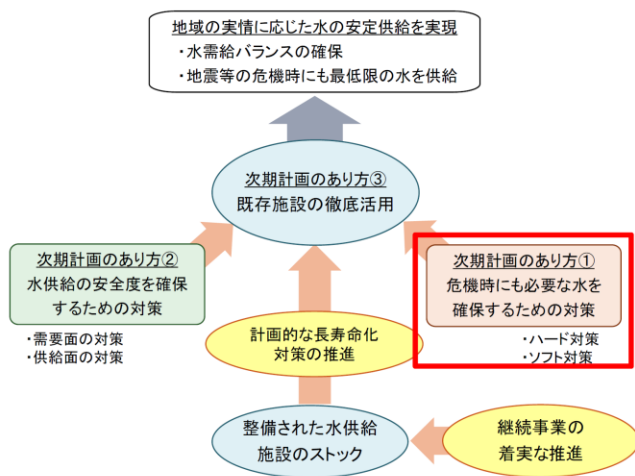 地域の実情に応じた水の安定供給を実現
・水需給バランスの確保
・地震等の危機時にも最低限の水を供給
次期計画のあり方③
既存施設の徹底活用
次期計画のあり方②
水供給の安全度を確保
するための対策
・需要面の対策
・供給面の対策
次期計画のあり方①
危機時にも必要な水を
確保するための対策
・ハード対策
・ソフト対策
計画的な長寿命化
対策の推進
整備された水供給
施設のストック
継続事業の
着実な推進